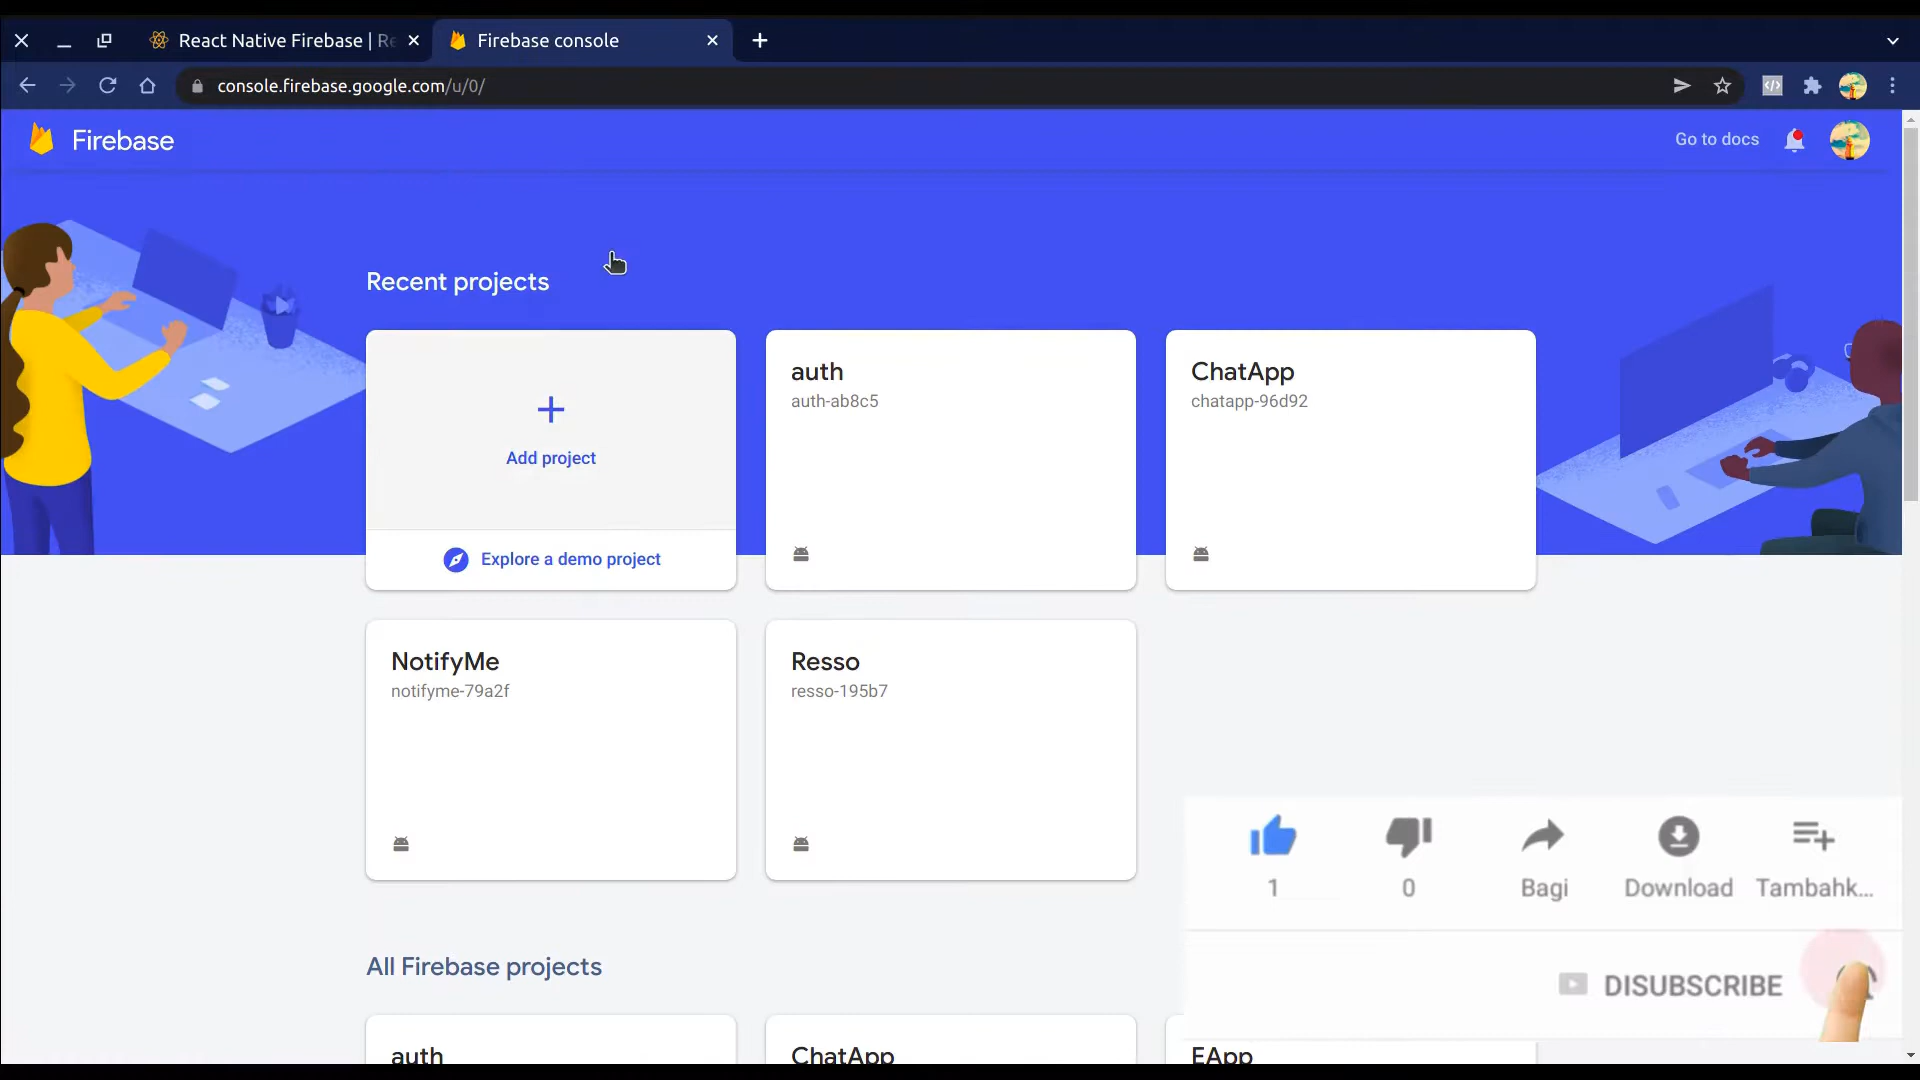 React Native Firebase | Re
Firebase console
console.firebase.google.com/u/0/
Firebase
Go to docs
Recent projects
Add project
Explore a demo project
auth
auth-ab8c5
ChatApp
chatapp-96d92
NotifyMe
notifyme-79a2f
Resso
resso-195b7
1
0
Bagi
Download
Tambahk...
DISUBSCRIBE
All Firebase projects
auth
ChatApp
EApp